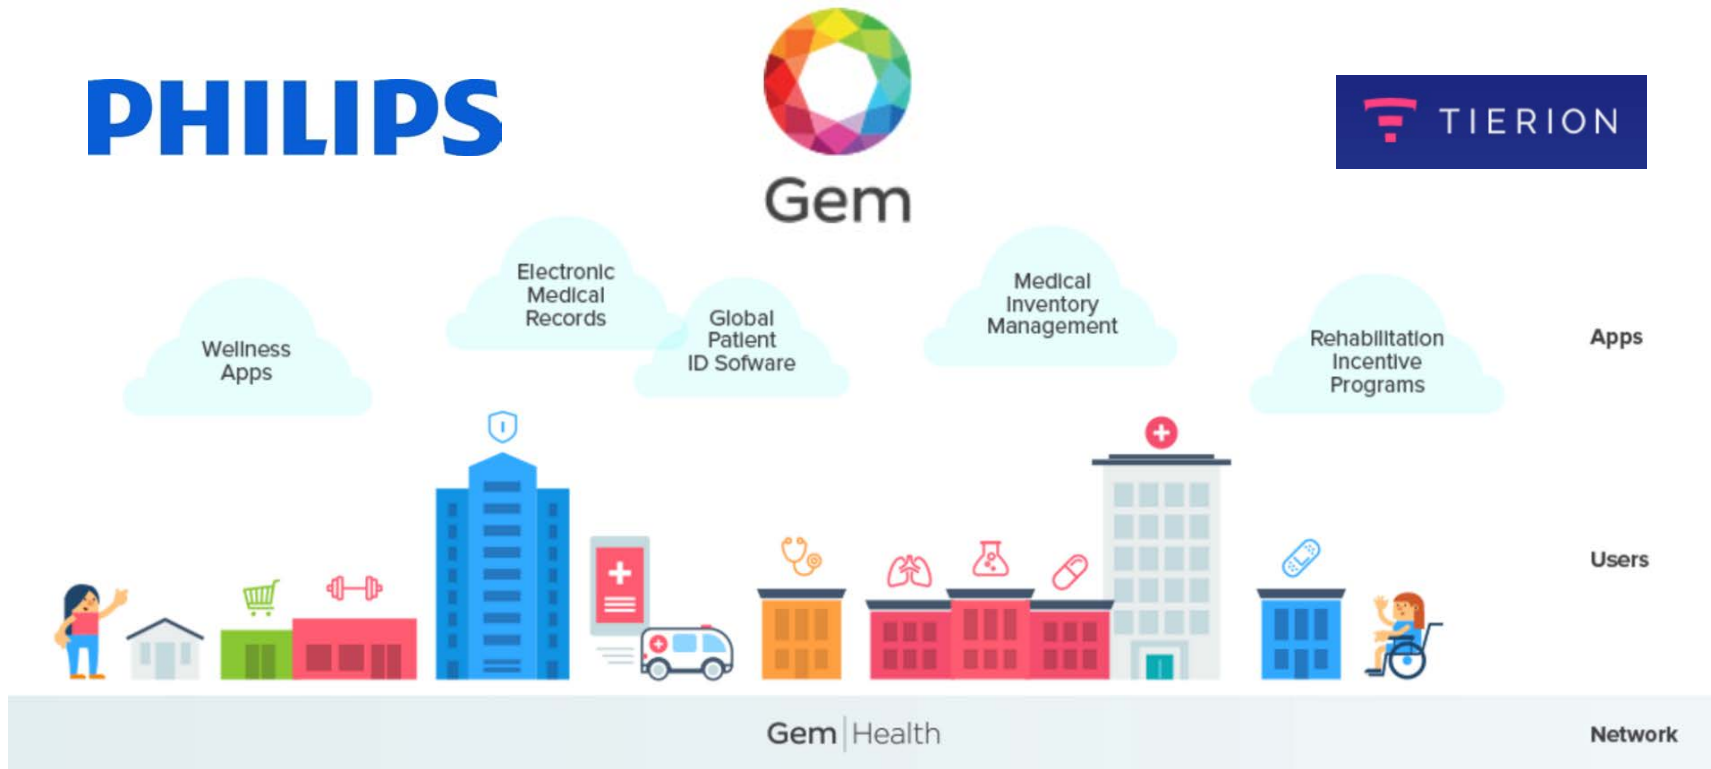 PHILIPS
Gem
TIERION
Wellness
Apps
Electronic
Medical
Records
Global
Patient
ID Sofware
Medical
Inventory
Management
Rehabilitation
Incentive
Programs
Apps
Users
Gem|Health
Network